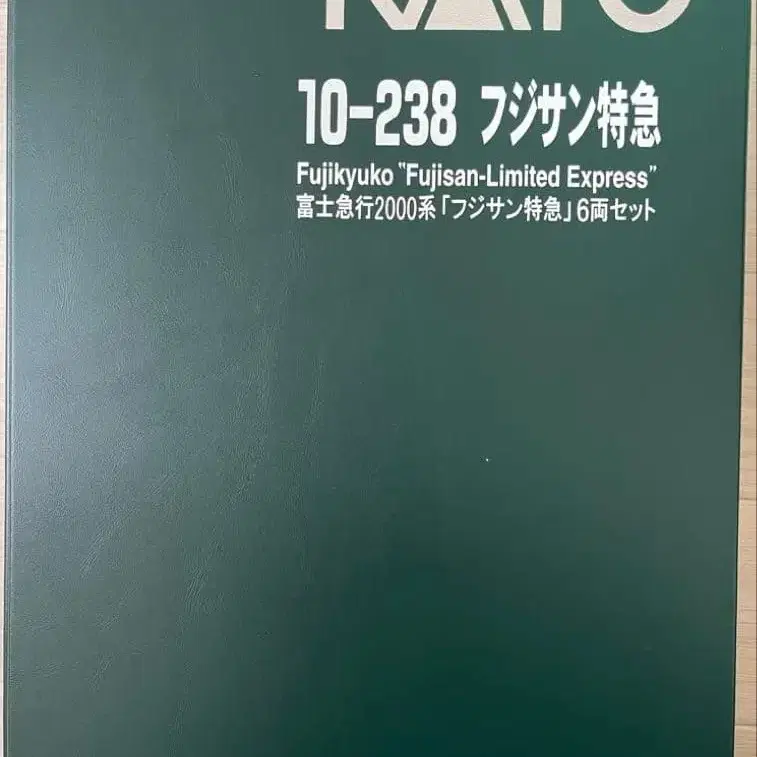 KATO
10-238 フジサン特急
Fujikyuko "Fujisan-Limited Express"
富士急行2000系「フジサン特急」6両セット